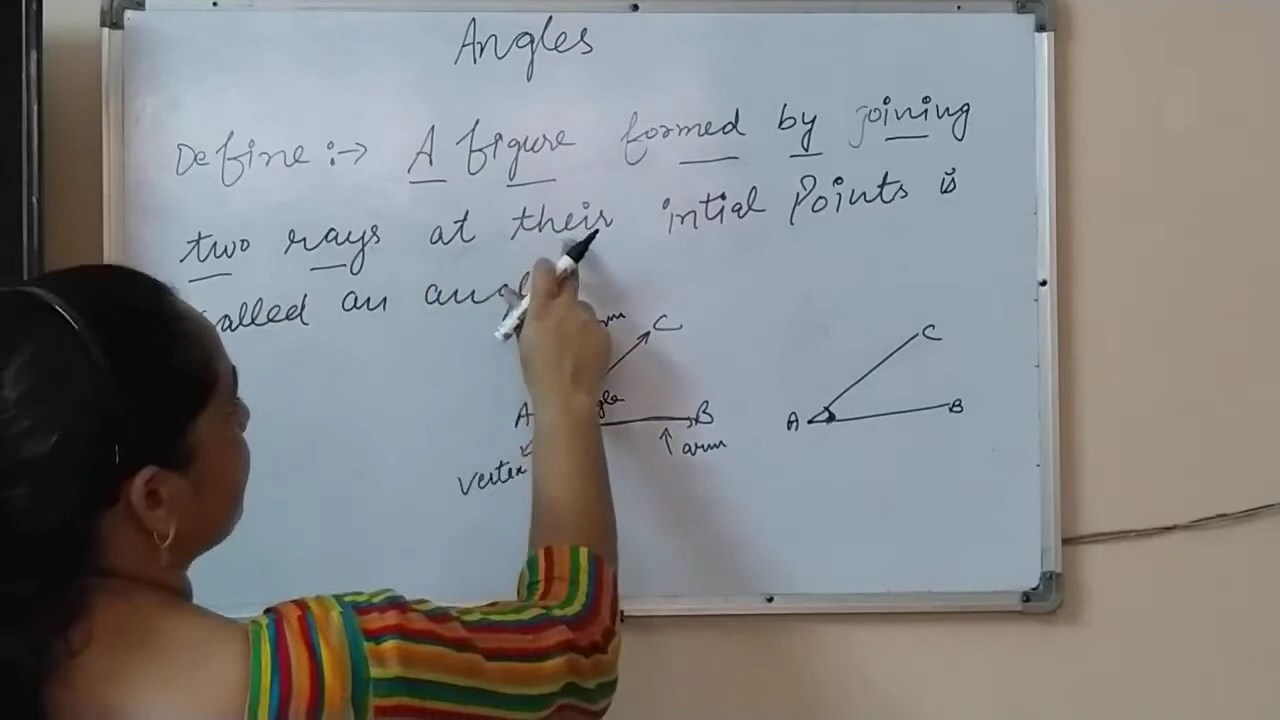 Angles
Define :→ A figure formed by joining
two rays at their intial Points is
called an
C
A
B
arm
vertex
C
A
B